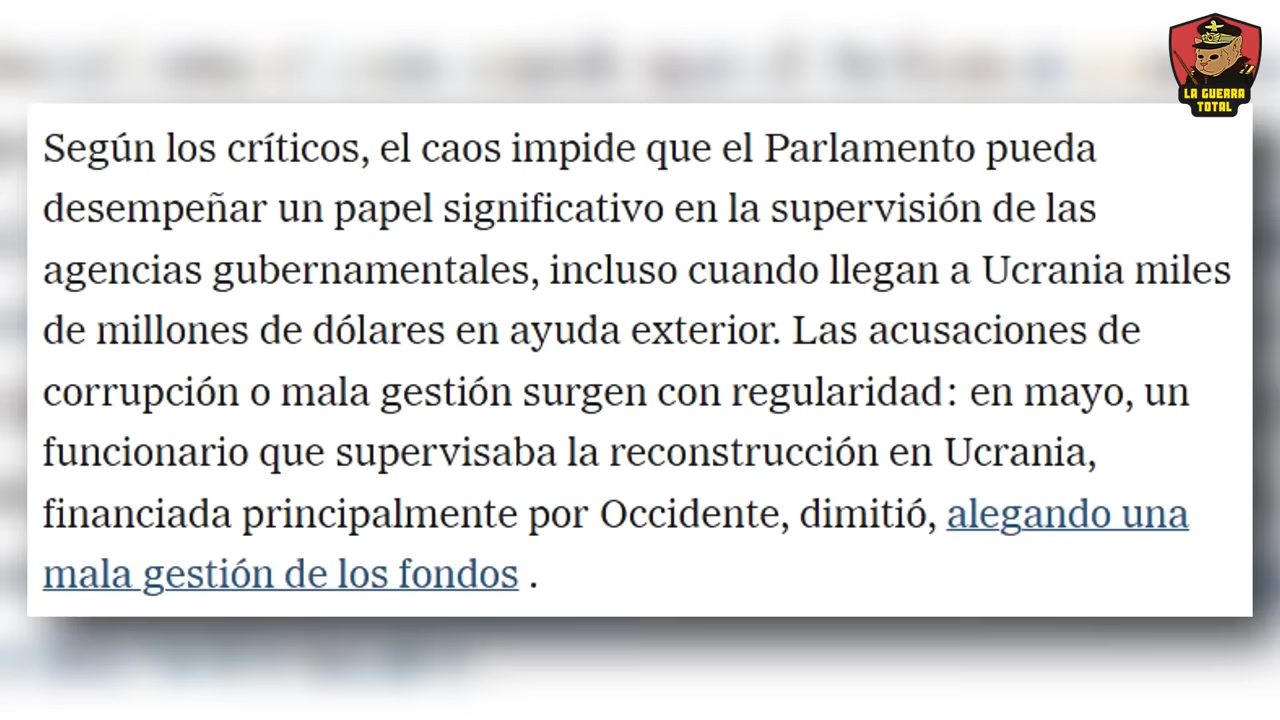 LA GUERRA
TOTAL
Según los críticos, el caos impide que el Parlamento pueda
desempeñar un papel significativo en la supervisión de las
agencias gubernamentales, incluso cuando llegan a Ucrania miles
de millones de dólares en ayuda exterior. Las acusaciones de
corrupción o mala gestión surgen con regularidad: en mayo, un
funcionario que supervisaba la reconstrucción en Ucrania,
financiada principalmente por Occidente, dimitió, alegando una
mala gestión de los fondos .